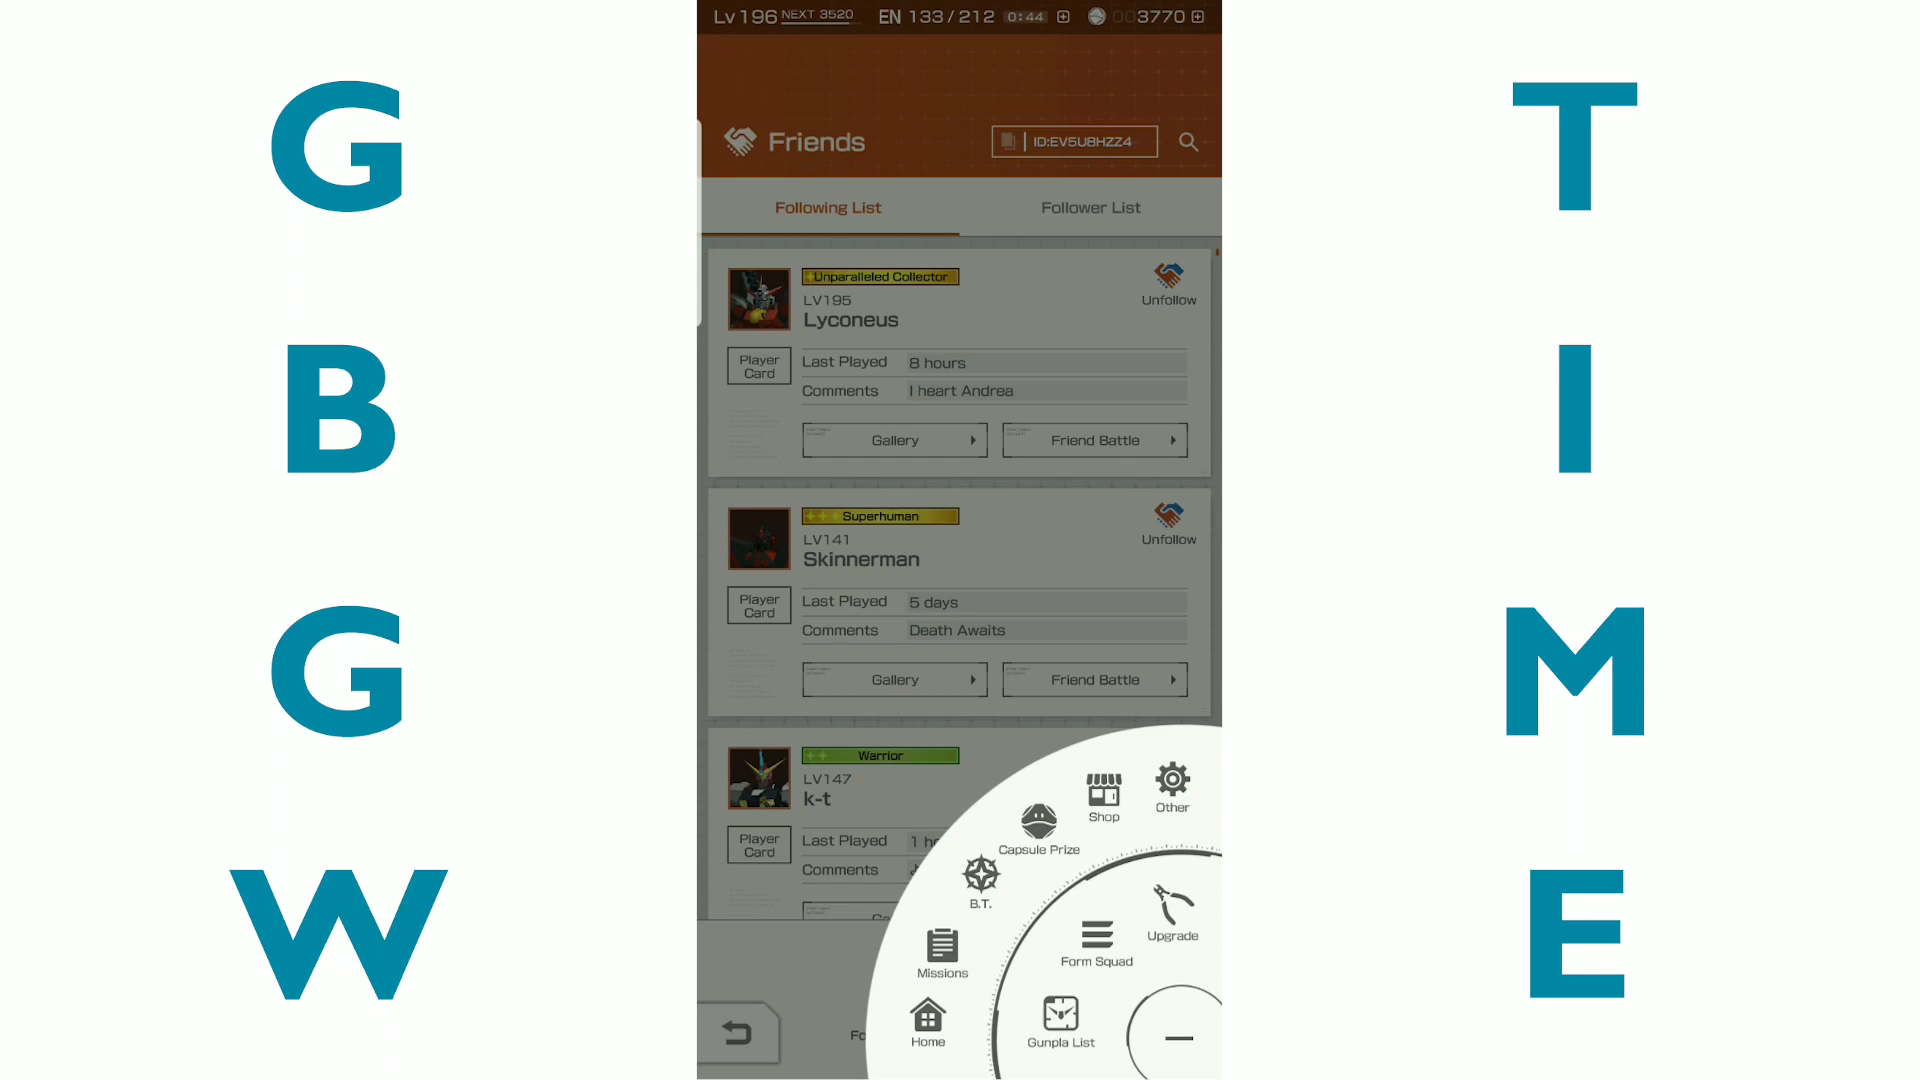 G
B
G
W
Lv 196 NEXT 3520 EN 133/212 0:44 003770
Friends
ID:EV5U8HZZ4
Following List Follower List
Unparalleled Collector
LV195
Lyconeus
Unfollow
Player Card
Last Played 8 hours
Comments I heart Andrea
Gallery Friend Battle
Superhuman
LV141
Skinnerman
Unfollow
Player Card
Last Played 5 days
Comments Death Awaits
Gallery Friend Battle
Warrior
LV147
k-t
Player Card
Last Played 1
Comments
Other
Shop
Capsule Prize
B.T.
Upgrade
Form Squad
Missions
Home
Gunpla List
T
I
M
E